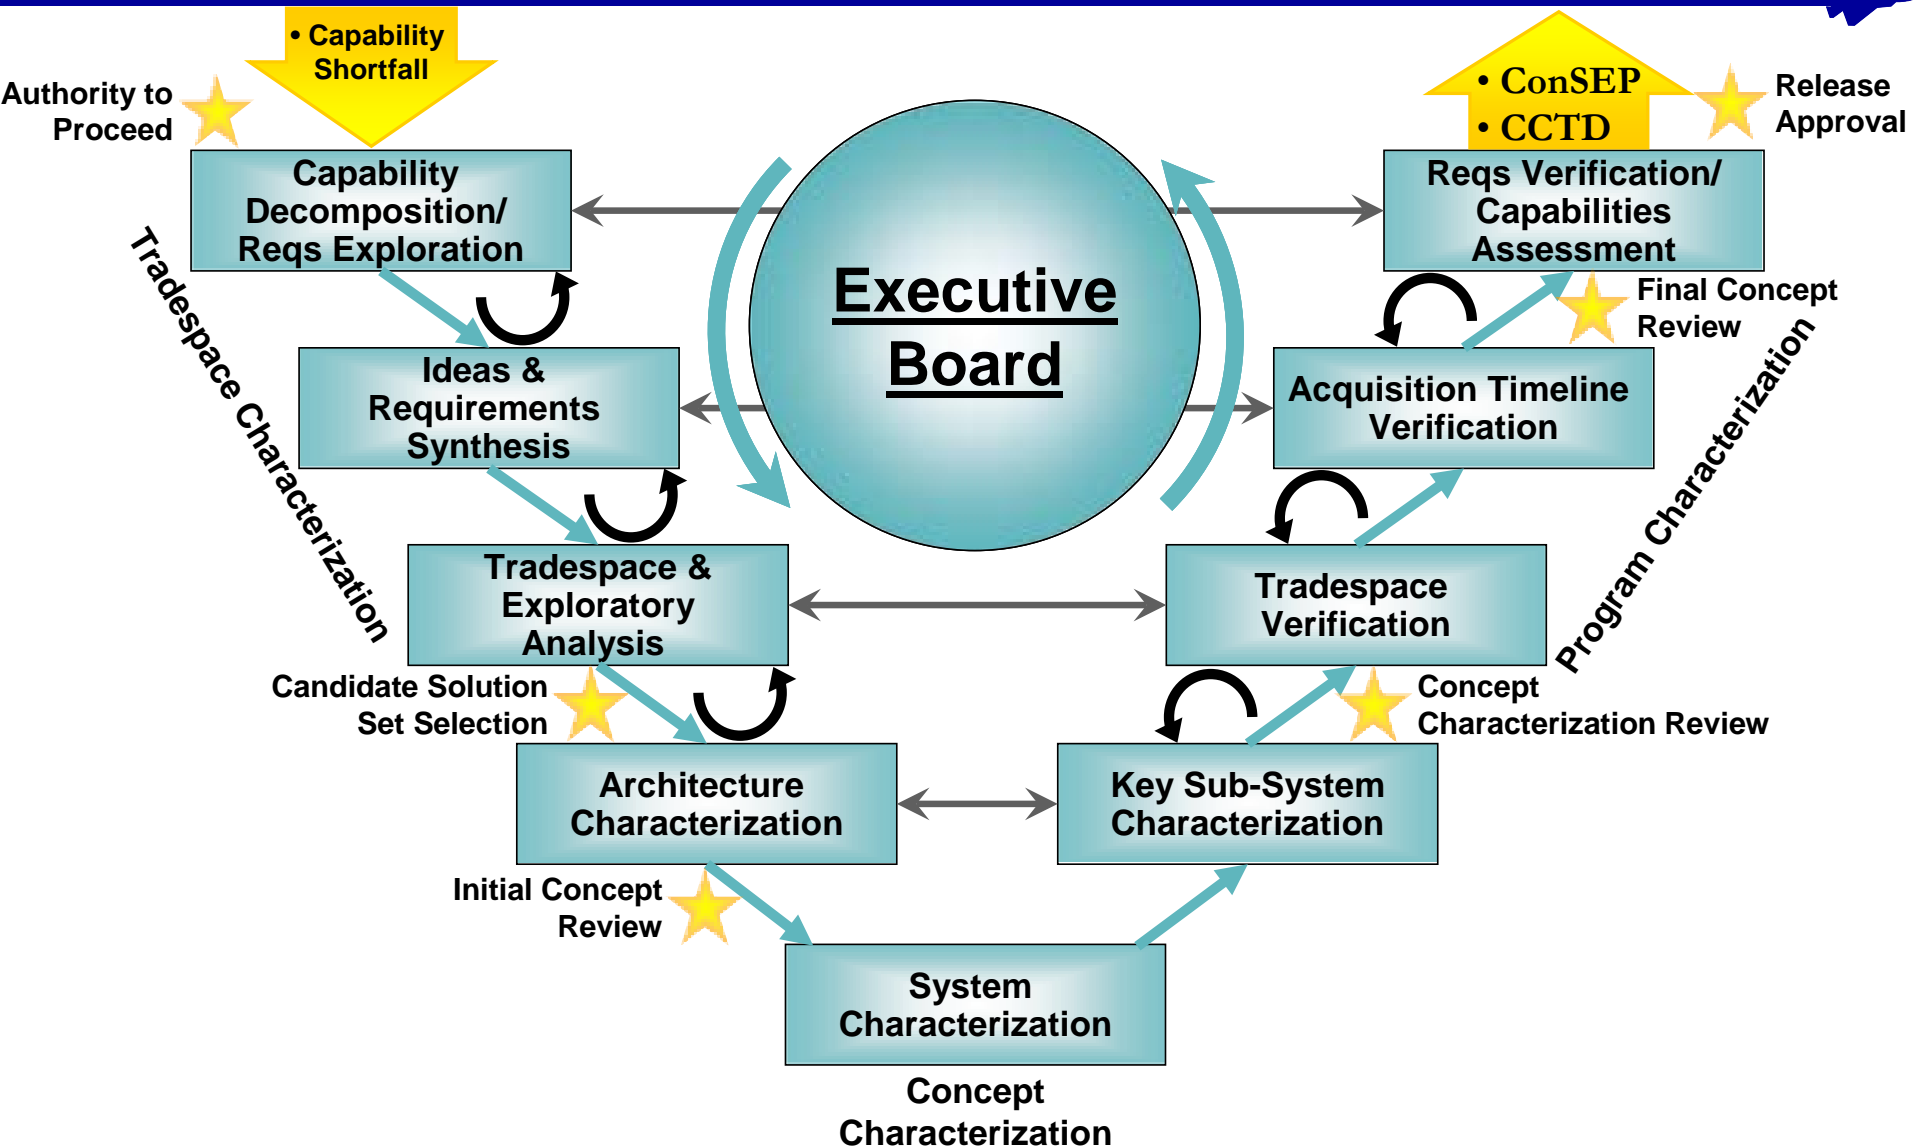 • Capability
Shortfall
Authority to
Proceed
• ConSEP
• CCTD
Release
Approval
Capability
Decomposition/
Reqs Exploration
Reqs Verification/
Capabilities
Assessment
Executive
Board
Tradespace Characterization
Final Concept
Review
Ideas &
Requirements
Synthesis
Acquisition Timeline
Verification
Program Characterization
Tradespace &
Exploratory
Analysis
Tradespace
Verification
Candidate Solution
Set Selection
Concept
Characterization Review
Architecture
Characterization
Key Sub-System
Characterization
Initial Concept
Review
System
Characterization
Concept
Characterization